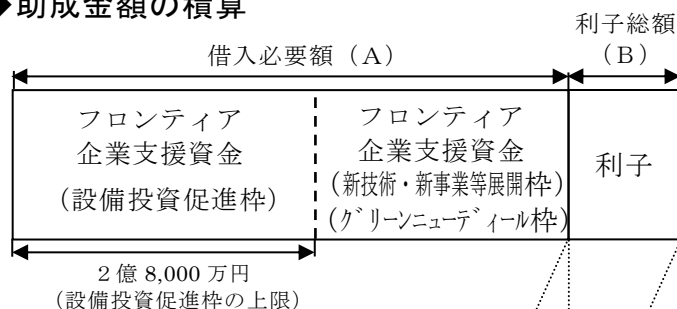 ◆助成金額の積算
利子総額
(B)
借入必要額(A)
フロンティア
企業支援資金
(設備投資促進枠)
フロンティア
企業支援資金
(新技術・新事業等展開枠)
(グリーンニューディール枠)
利子
2億8,000万円
(設備投資促進枠の上限)